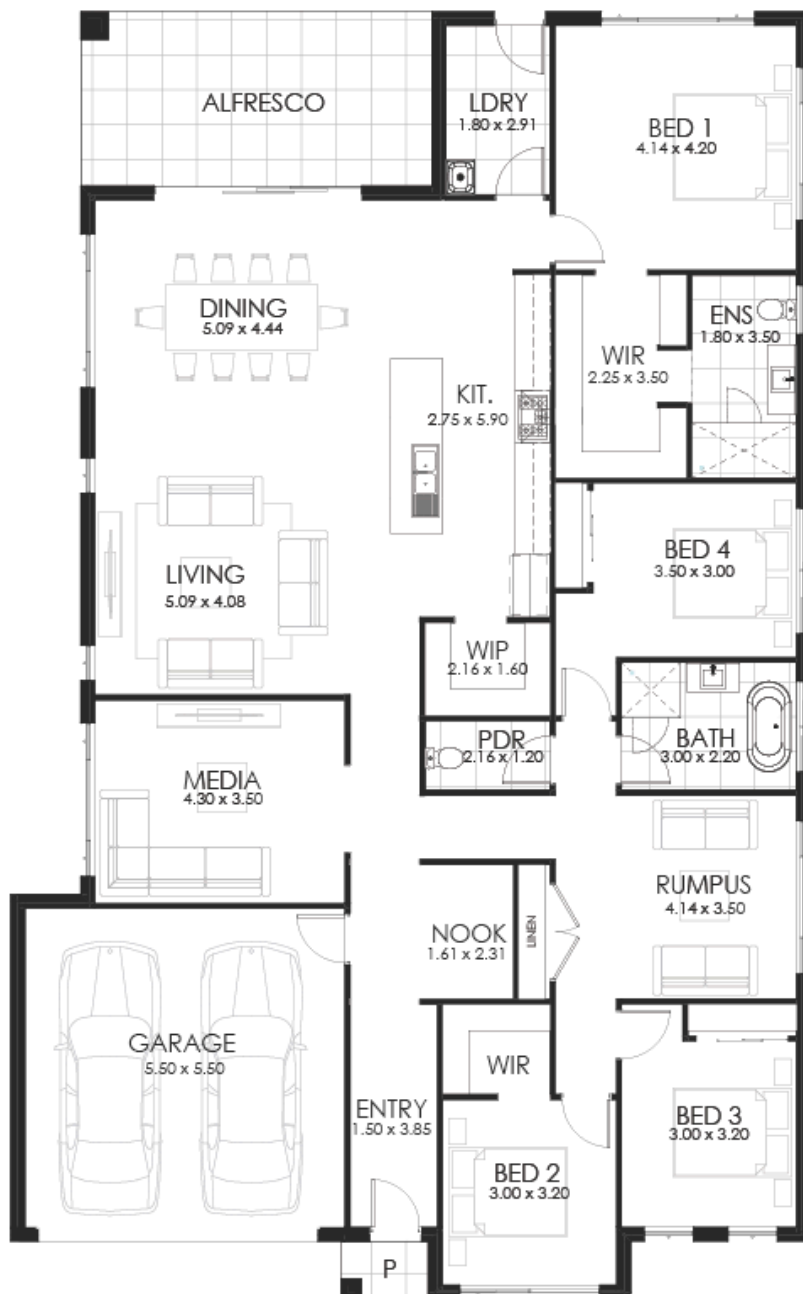 ALFRESCO
LDRY
1.80 x 2.91
BED 1
4.14 x 4.20
DINING
5.09 x 4.44
KIT.
2.75 x 5.90
WIR
2.25 x 3.50
ENS
1.80 x 3.50
LIVING
5.09 x 4.08
BED 4
3.50 x 3.00
WIP
2.16 x 1.60
PDR
2.16 x 1.20
BATH
3.00 x 2.20
MEDIA
4.30 x 3.50
RUMPUS
4.14 x 3.50
NOOK
1.61 x 2.31
LINEN
GARAGE
5.50 x 5.50
WIR
ENTRY
1.50 x 3.85
BED 2
3.00 x 3.20
BED 3
3.00 x 3.20
P